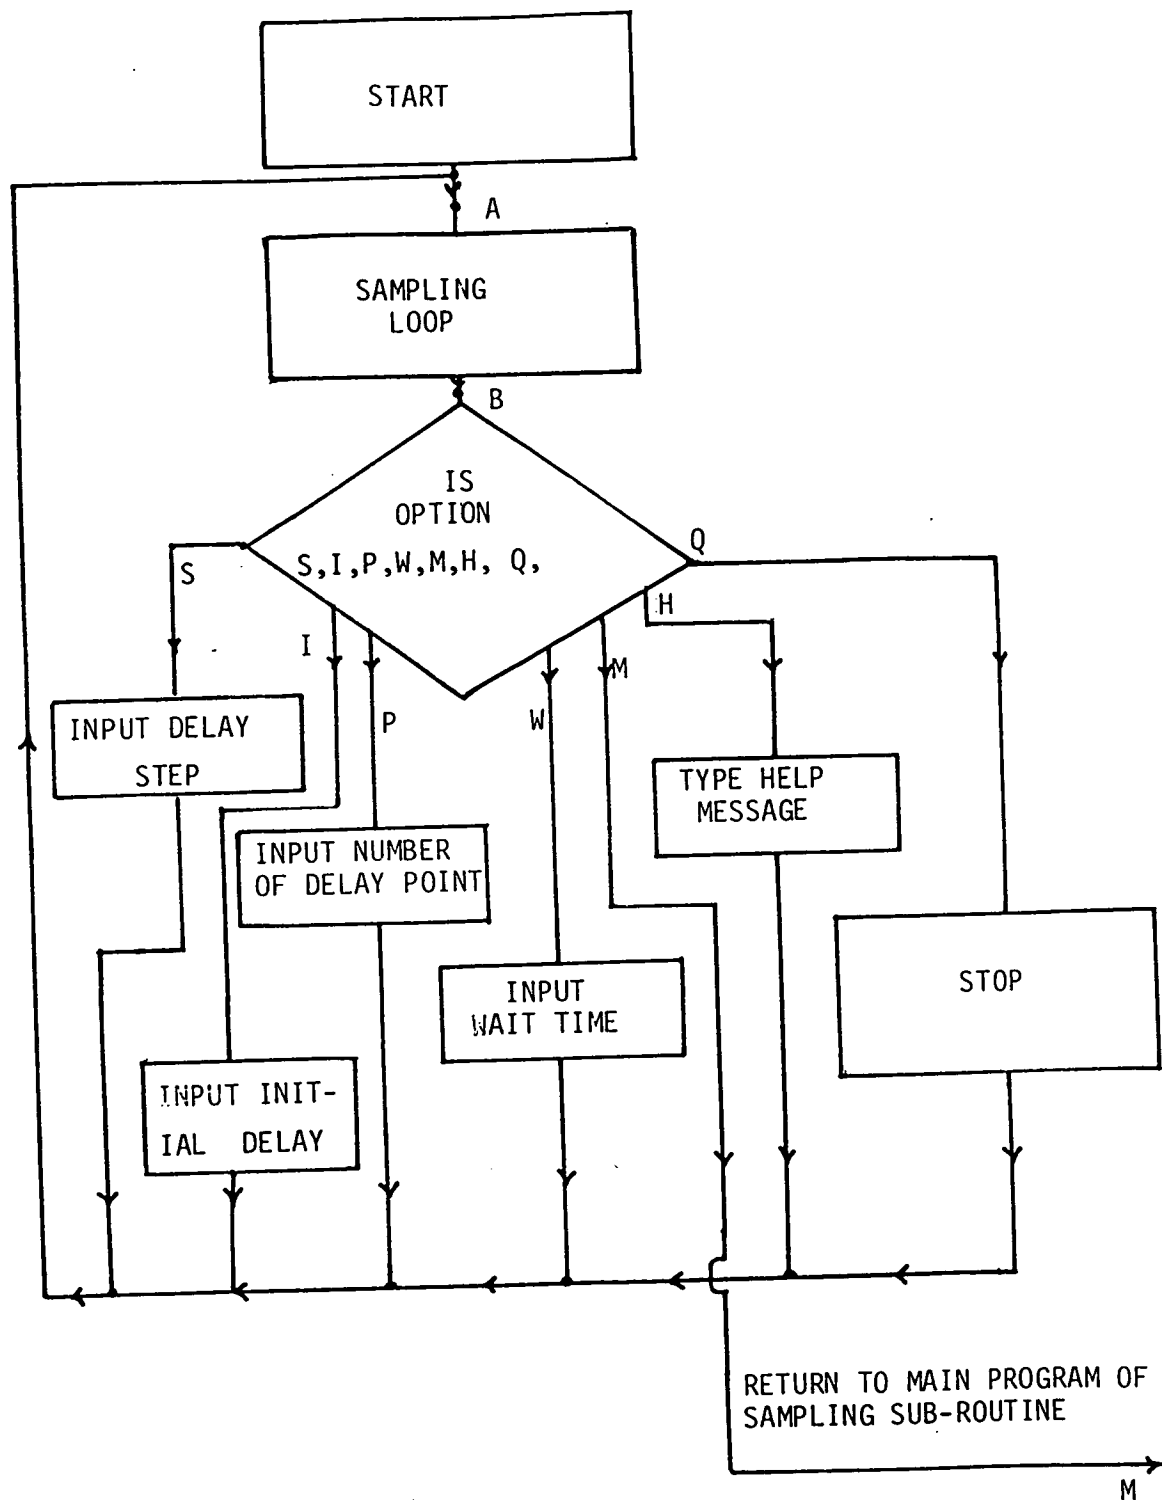 START
A
SAMPLING
LOOP
B
IS
OPTION
S,I,P,W,M,H, Q,
S
I
P
W
M
H
Q
INPUT DELAY
STEP
INPUT NUMBER
OF DELAY POINT
TYPE HELP
MESSAGE
INPUT
WAIT TIME
STOP
INPUT INIT-
IAL DELAY
RETURN TO MAIN PROGRAM OF
SAMPLING SUB-ROUTINE
M